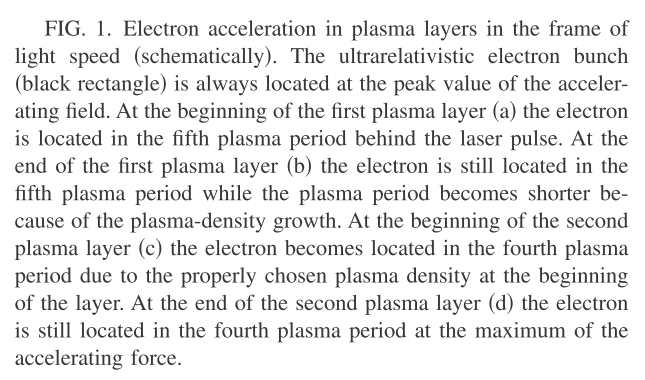 FIG. 1. Electron acceleration in plasma layers in the frame of
light speed (schematically). The ultrarelativistic electron bunch
(black rectangle) is always located at the peak value of the acceler-
ating field. At the beginning of the first plasma layer (a) the electron
is located in the fifth plasma period behind the laser pulse. At the
end of the first plasma layer (b) the electron is still located in the
fifth plasma period while the plasma period becomes shorter be-
cause of the plasma-density growth. At the beginning of the second
plasma layer (c) the electron becomes located in the fourth plasma
period due to the properly chosen plasma density at the beginning
of the layer. At the end of the second plasma layer (d) the electron
is still located in the fourth plasma period at the maximum of the
accelerating force.